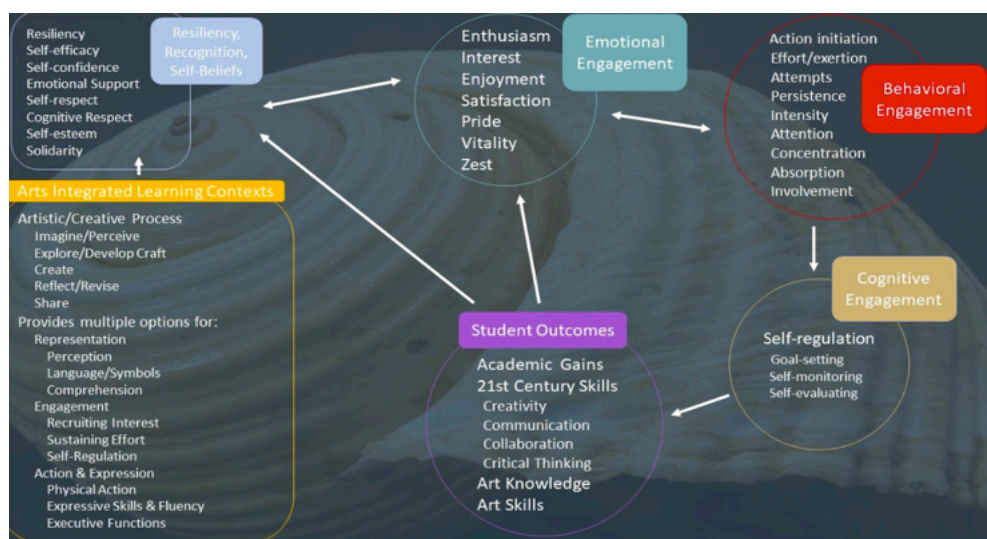 Resiliency
Self-efficacy
Self-confidence
Emotional Support
Self-respect
Cognitive Respect
Self-esteem
Solidarity
Resiliency,
Recognition,
Self-Beliefs
Enthusiasm
Interest
Enjoyment
Satisfaction
Pride
Vitality
Zest
Emotional
Engagement
Action initiation
Effort/exertion
Attempts
Persistence
Intensity
Attention
Concentration
Absorption
Involvement
Behavioral
Engagement
Arts Integrated Learning Contexts
Artistic/Creative Process
Imagine/Perceive
Explore/Develop Craft
Create
Reflect/Revise
Share
Provides multiple options for:
Representation
Perception
Language/Symbols
Comprehension
Engagement
Recruiting Interest
Sustaining Effort
Self-Regulation
Action & Expression
Physical Action
Expressive Skills & Fluency
Executive Functions
Student Outcomes
Academic Gains
21st Century Skills
Creativity
Communication
Collaboration
Critical Thinking
Art Knowledge
Art Skills
Cognitive
Engagement
Self-regulation
Goal-setting
Self-monitoring
Self-evaluating